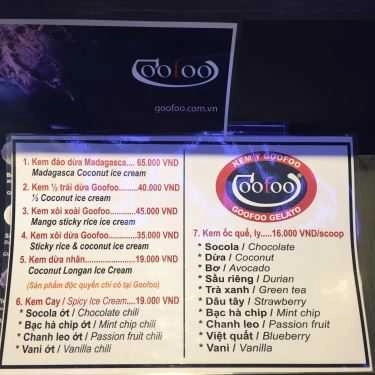 Goofoo
goofoo.com.vn
1. Kem đảo dừa Madagasca.... 65.000 VND
Madagasca Coconut ice cream
2. Kem ½ trái dừa Goofoo..........40.000 VND
½ Coconut ice cream
3. Kem xôi xoài Goofoo............45.000 VND
Mango sticky rice ice cream
4. Kem xôi dừa Goofoo............35.000 VND
Sticky rice & coconut ice cream
5. Kem dừa nhãn....................19.000 VND
Coconut Longan Ice Cream
(Sản phẩm độc quyền chỉ có tại Goofoo)
6. Kem Cay / Spicy Ice Cream....19.000 VND
* Socola ớt / Chocolate chili
* Bạc hà chip ớt / Mint chip chili
* Chanh leo ớt / Passion fruit chili
* Vani ớt / Vanilla chili
KEM Ý GOOFOO
Goofoo
GOOFOO GELATO
7. Kem ốc quế, ly.....16.000 VND/scoop
* Socola / Chocolate
* Dừa / Coconut
* Bơ / Avocado
* Sầu riêng / Durian
* Trà xanh / Green tea
* Dâu tây / Strawberry
* Bạc hà chip / Mint chip
* Chanh leo / Passion fruit
* Việt quất / Blueberry
* Vani / Vanilla